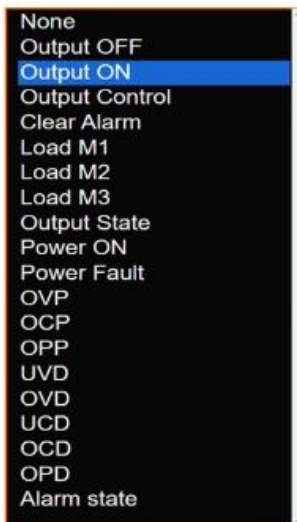 None
Output OFF
Output ON
Output Control
Clear Alarm
Load M1
Load M2
Load M3
Output State
Power ON
Power Fault
OVP
OCP
OPP
UVD
OVD
UCD
OCD
OPD
Alarm state